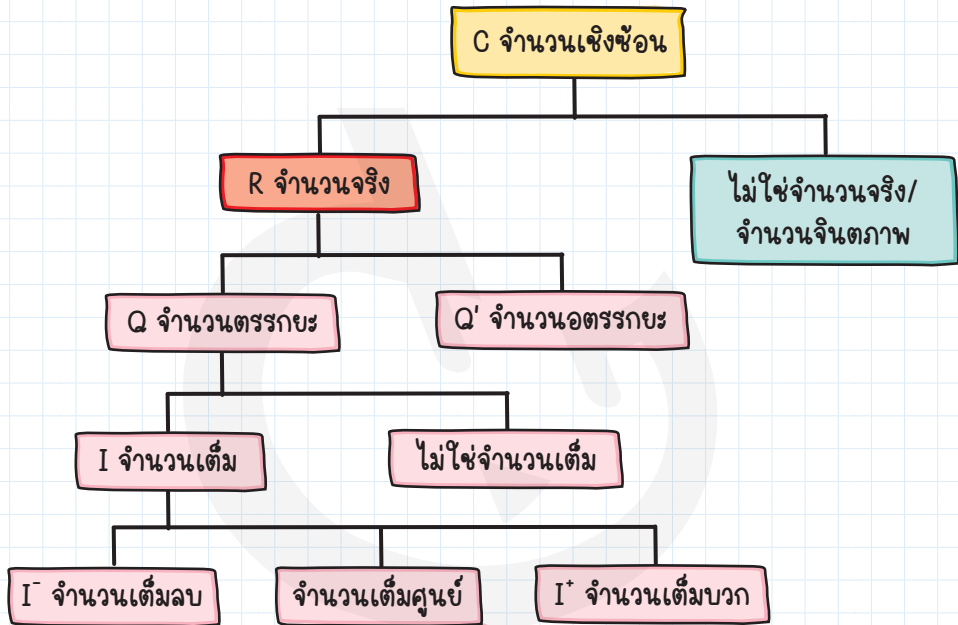 C จำนวนเชิงซ้อน
R จำนวนจริง
ไม่ใช่จำนวนจริง/
จำนวนจินตภาพ
Q จำนวนตรรกยะ
Q' จำนวนอตรรกยะ
I จำนวนเต็ม
ไม่ใช่จำนวนเต็ม
I⁻ จำนวนเต็มลบ
จำนวนเต็มศูนย์
I⁺ จำนวนเต็มบวก